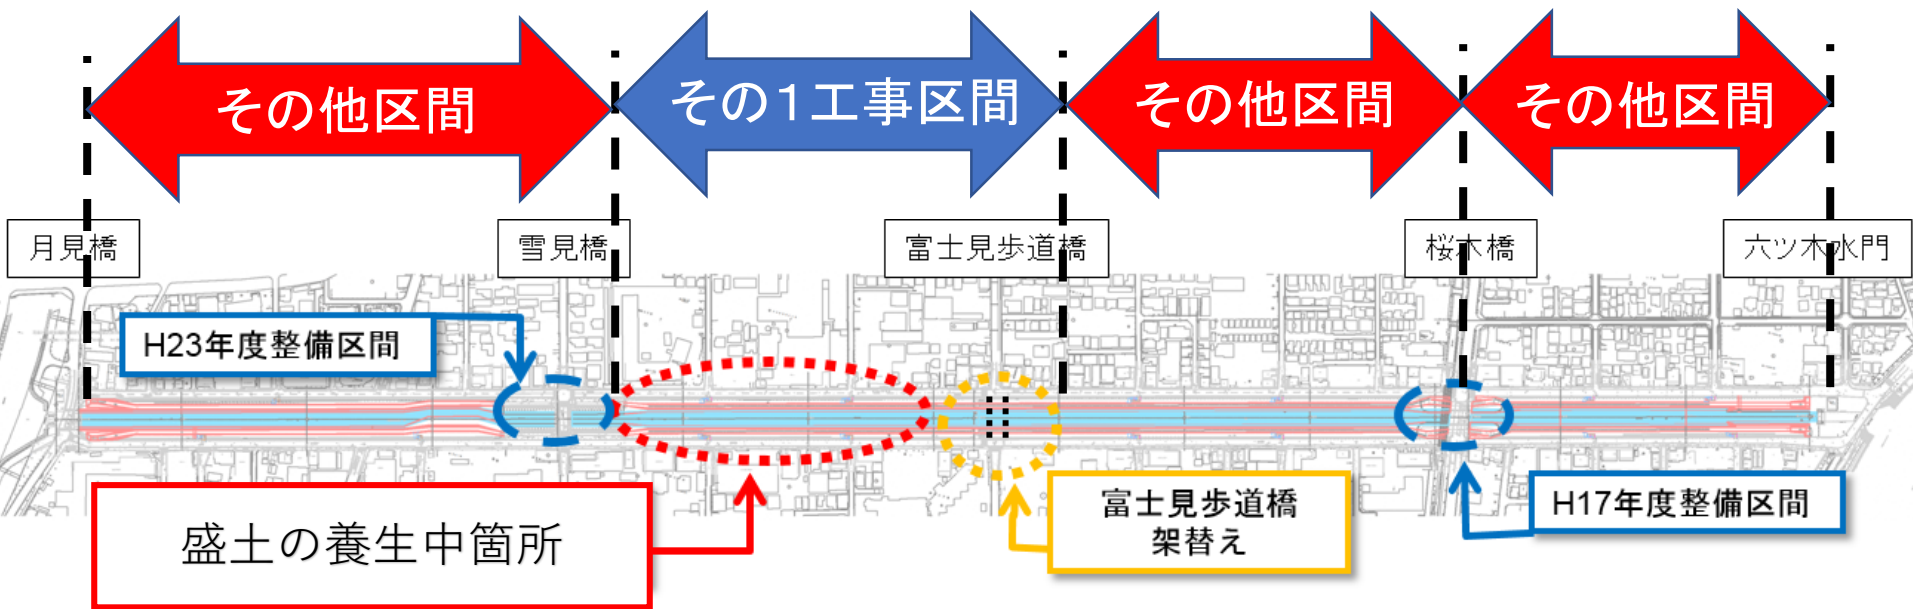 その他区間
その１工事区間
その他区間
その他区間
月見橋
雪見橋
富士見歩道橋
桜木橋
六ツ木水門
H23年度整備区間
盛土の養生中箇所
富士見歩道橋
架替え
H17年度整備区間